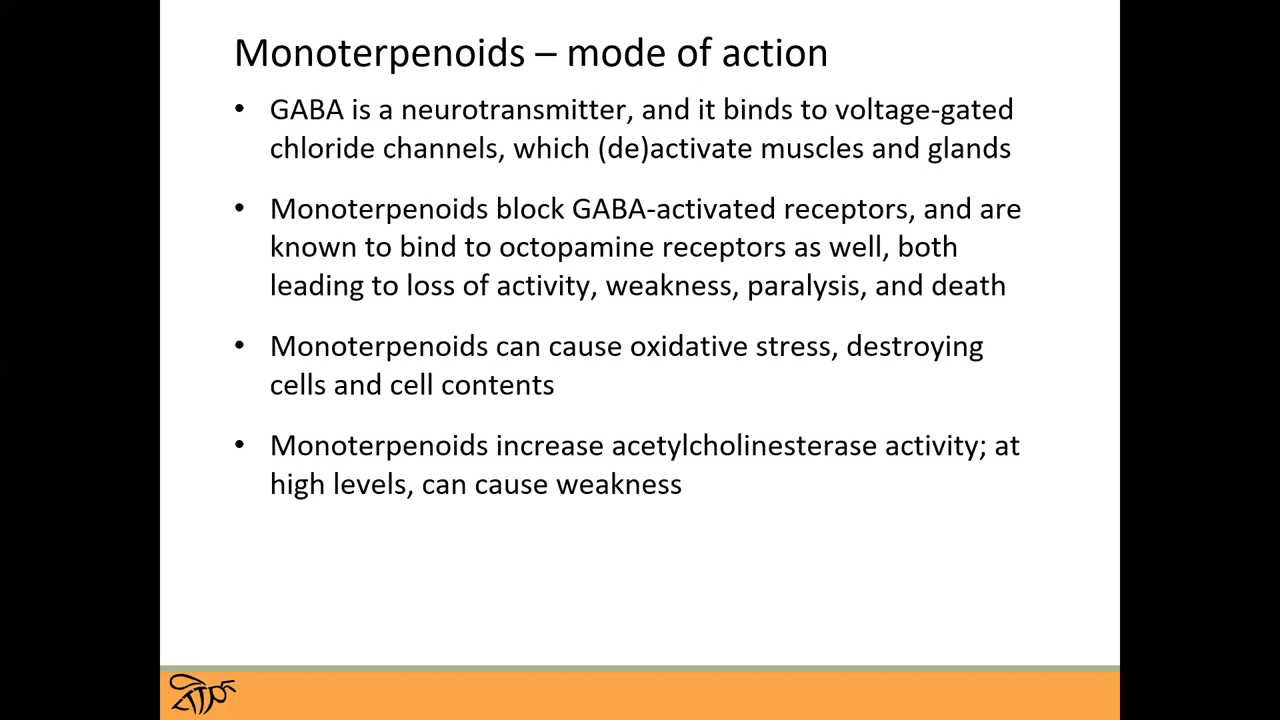 Monoterpenoids – mode of action
• GABA is a neurotransmitter, and it binds to voltage-gated
chloride channels, which (de)activate muscles and glands
• Monoterpenoids block GABA-activated receptors, and are
known to bind to octopamine receptors as well, both
leading to loss of activity, weakness, paralysis, and death
• Monoterpenoids can cause oxidative stress, destroying
cells and cell contents
• Monoterpenoids increase acetylcholinesterase activity; at
high levels, can cause weakness